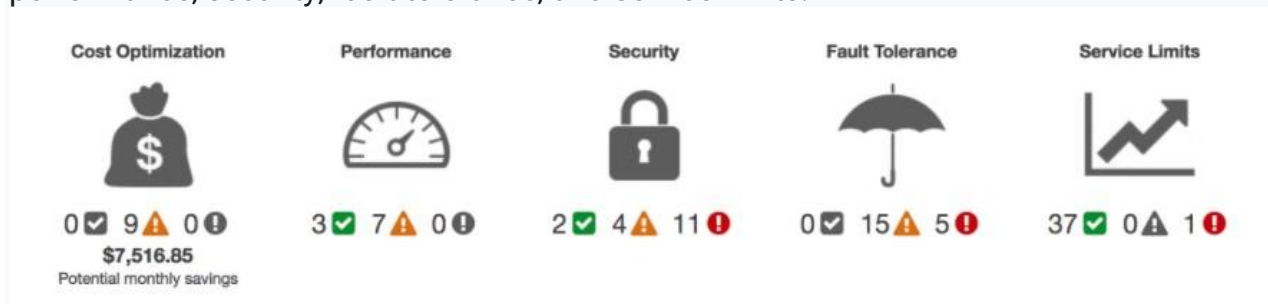 Cost Optimization Performance Security Fault Tolerance Service Limits
$
0 9 0 3 7 0 2 4 11 0 15 5 37 0 1
$7,516.85
Potential monthly savings